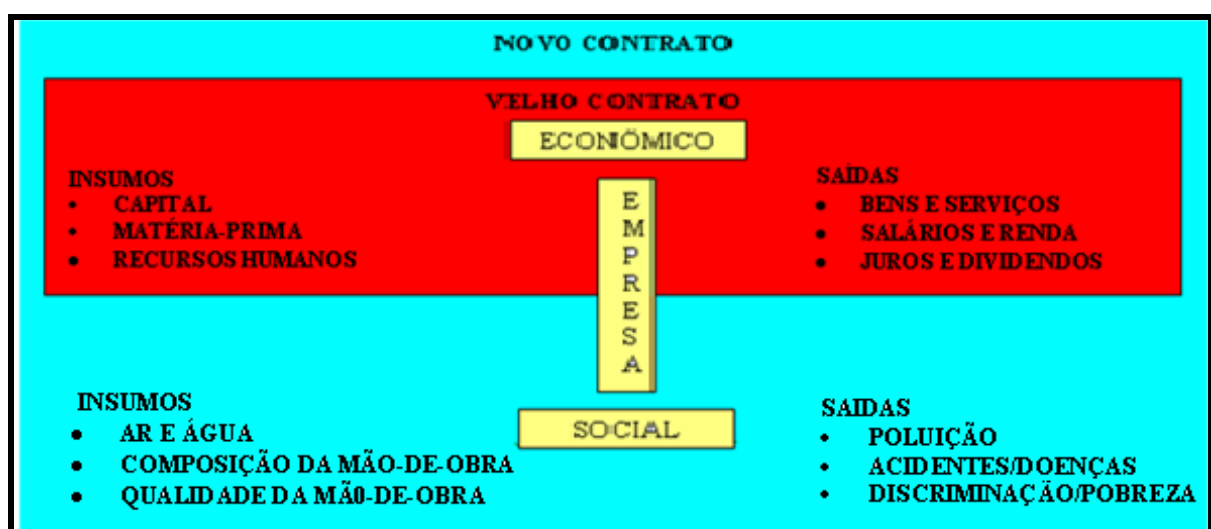 NOVO CONTRATO
VELHO CONTRATO
ECONÔMICO
INSUMOS
• CAPITAL
• MATÉRIA-PRIMA
• RECURSOS HUMANOS
EMPRESA
SAÍDAS
• BENS E SERVIÇOS
• SALÁRIOS E RENDA
• JUROS E DIVIDENDOS
INSUMOS
• AR E ÁGUA
• COMPOSIÇÃO DA MÃO-DE-OBRA
• QUALIDADE DA MÃ0-DE-OBRA
SOCIAL
SAIDAS
• POLUIÇÃO
• ACIDENTES/DOENÇAS
• DISCRIMINAÇÃO/POBREZA